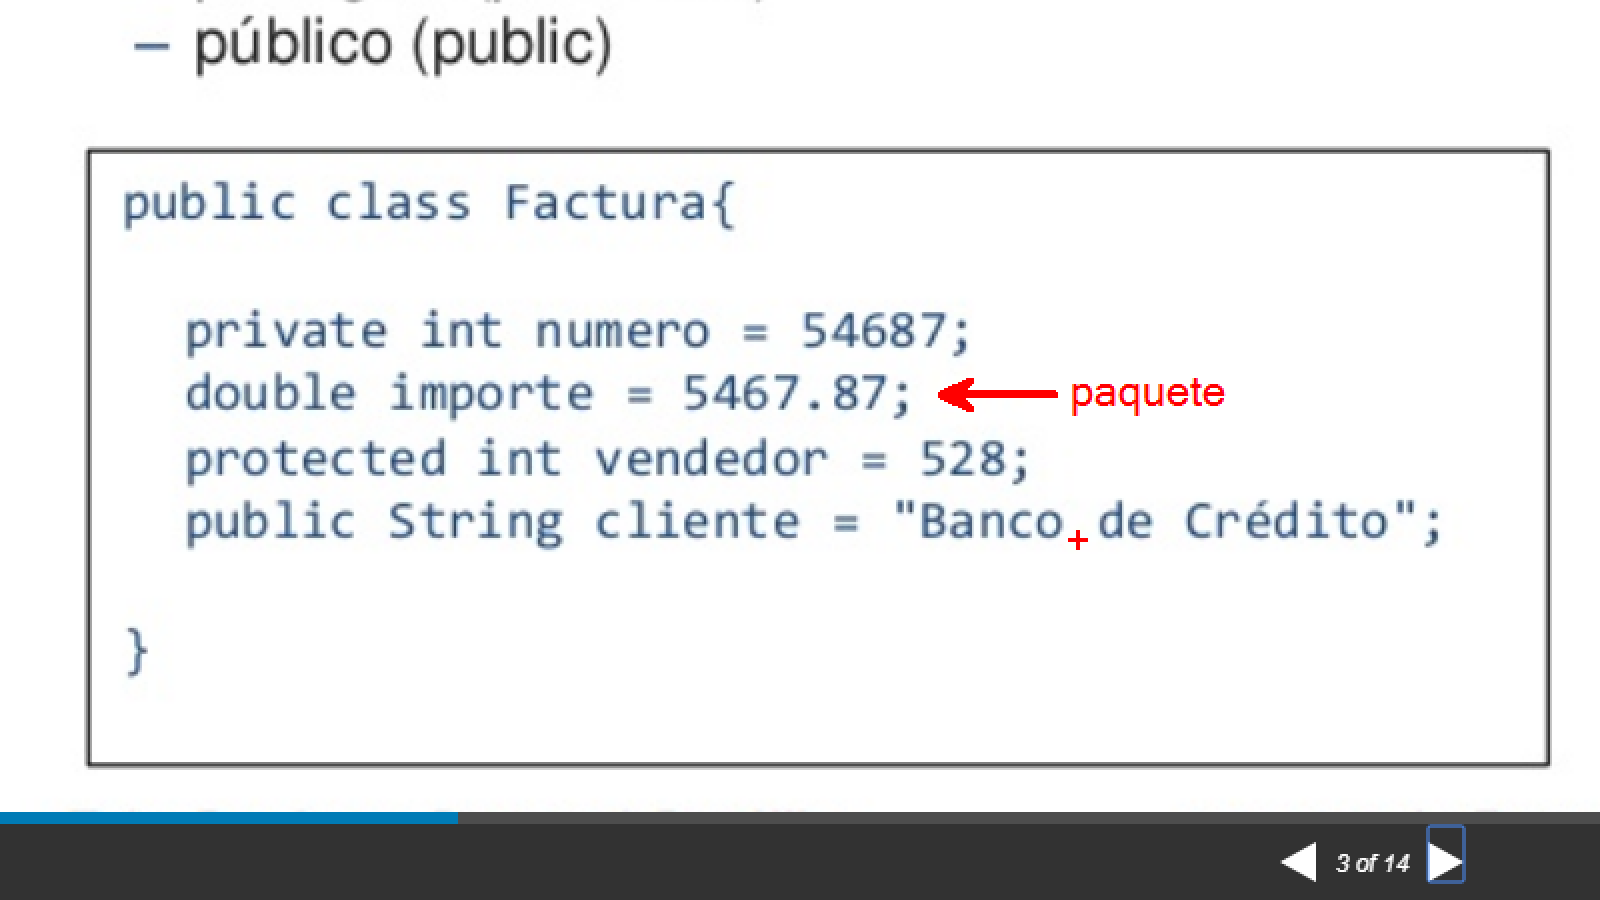 – público (public)
public class Factura{
private int numero = 54687;
double importe = 5467.87; paquete
protected int vendedor = 528;
public String cliente = "Banco de Crédito";
}
3 of 14